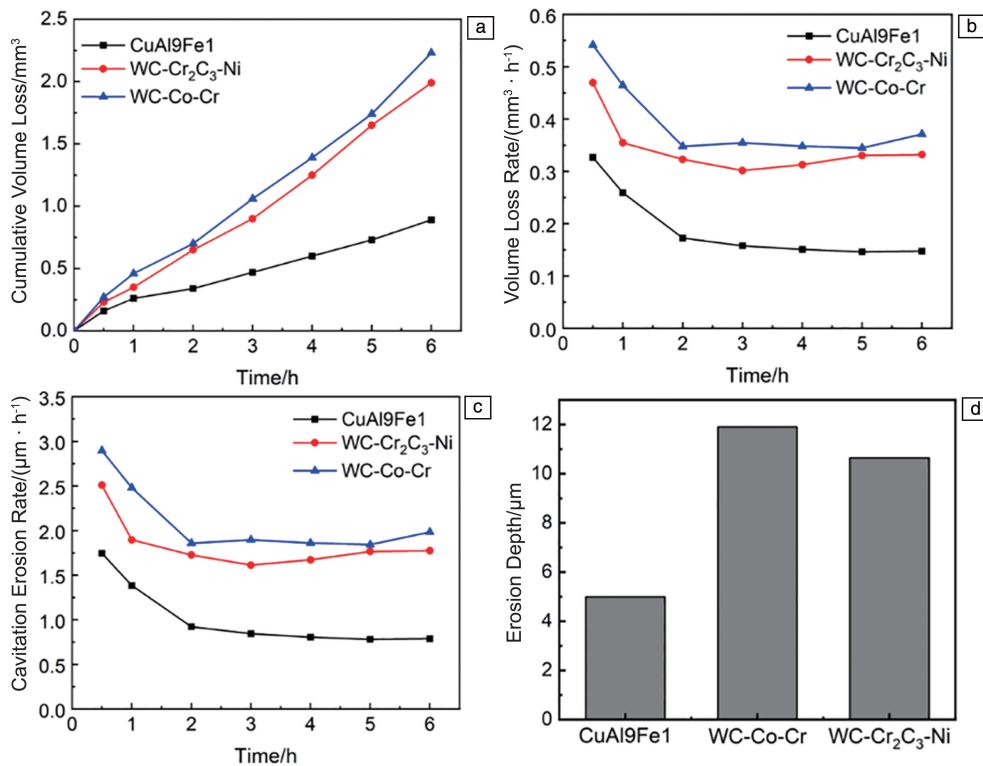 a
CuAl9Fe1
WC-Cr₂C₃-Ni
WC-Co-Cr
Cumulative Volume Loss/mm³
2.5
2.0
1.5
1.0
0.5
0.0
0 1 2 3 4 5 6
Time/h
b
CuAl9Fe1
WC-Cr₂C₃-Ni
WC-Co-Cr
Volume Loss Rate/(mm³ · h⁻¹)
0.6
0.5
0.4
0.3
0.2
0.1
0.0
0 1 2 3 4 5 6
Time/h
c
CuAl9Fe1
WC-Cr₂C₃-Ni
WC-Co-Cr
Cavitation Erosion Rate/(μm · h⁻¹)
3.5
3.0
2.5
2.0
1.5
1.0
0.5
0.0
0 1 2 3 4 5 6
Time/h
d
Erosion Depth/μm
12
10
8
6
4
2
0
CuAl9Fe1 WC-Co-Cr WC-Cr₂C₃-Ni